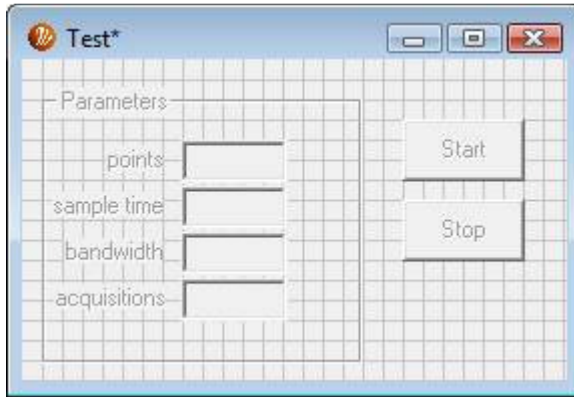 Test*
Parameters
points
sample time
bandwidth
acquisitions
Start
Stop